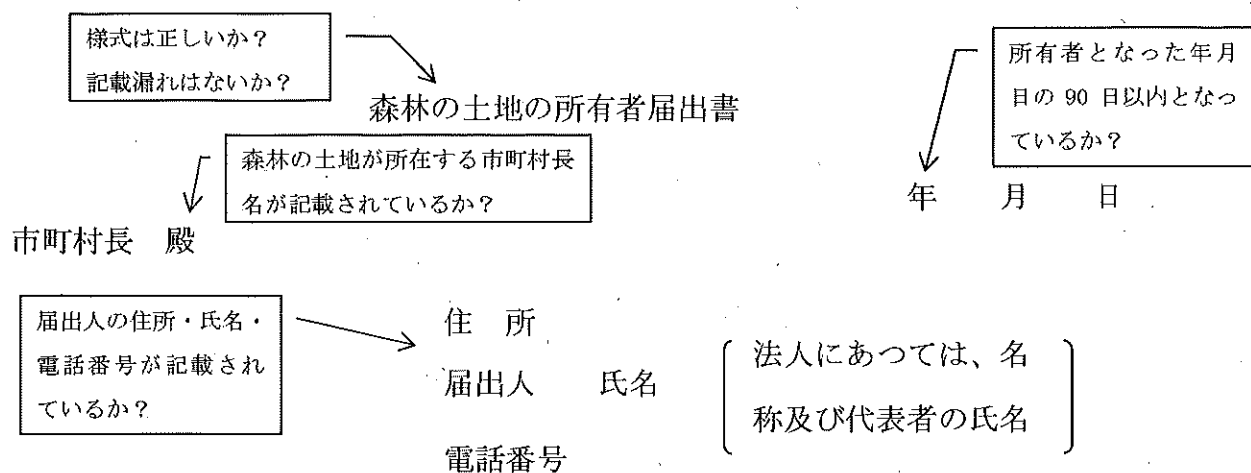 様式は正しいか？
記載漏れはないか？
森林の土地の所有者届出書
所有者となった年月
日の 90 日以内となっ
ているか？
森林の土地が所在する市町村長
名が記載されているか？
年　月　日
市町村長　殿
届出人の住所・氏名・
電話番号が記載され
ているか？
住　所
届出人　氏名
法人にあつては、名
称及び代表者の氏名
電話番号